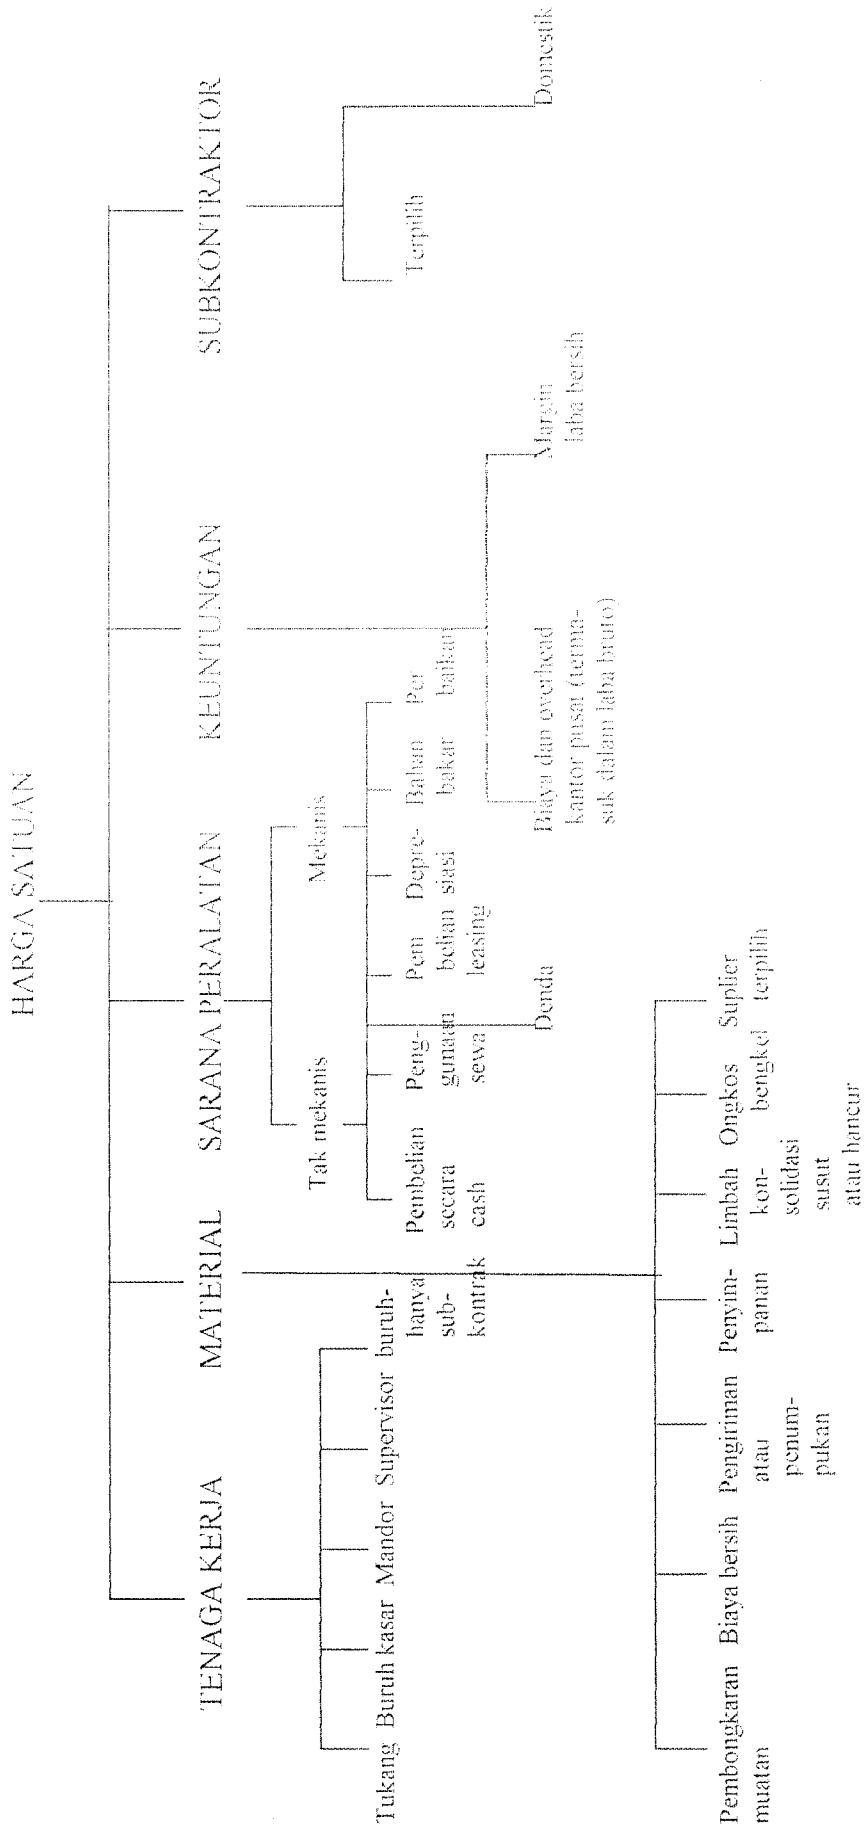 HARGA SATUAN
TENAGA KERJA
MATERIAL
SARANA PERALATAN
KEUNTUNGAN
SUBKONTRAKTOR
Tak mekanis
Mekanis
Tukang
Buruh kasar
Mandor
Supervisor
buruh-
hanya
sub-
kontrak
Pembelian
secara
cash
Peng-
gunaan
sewa
Pem
belian
leasing
Depre-
siasi
Bahan
bakar
Per
baikan
Terpilih
Denda
Biaya dan overhead
kantor pusat (terma-
suk dalam laba bruto)
Margin
laba bersih
Domestik
Pembongkaran
muatan
Biaya bersih
Pengiriman
atau
penum-
pukan
Penyim-
panan
Limbah
kon-
solidasi
susut
atau hancur
Ongkos
bengkel
Suplier
terpilih